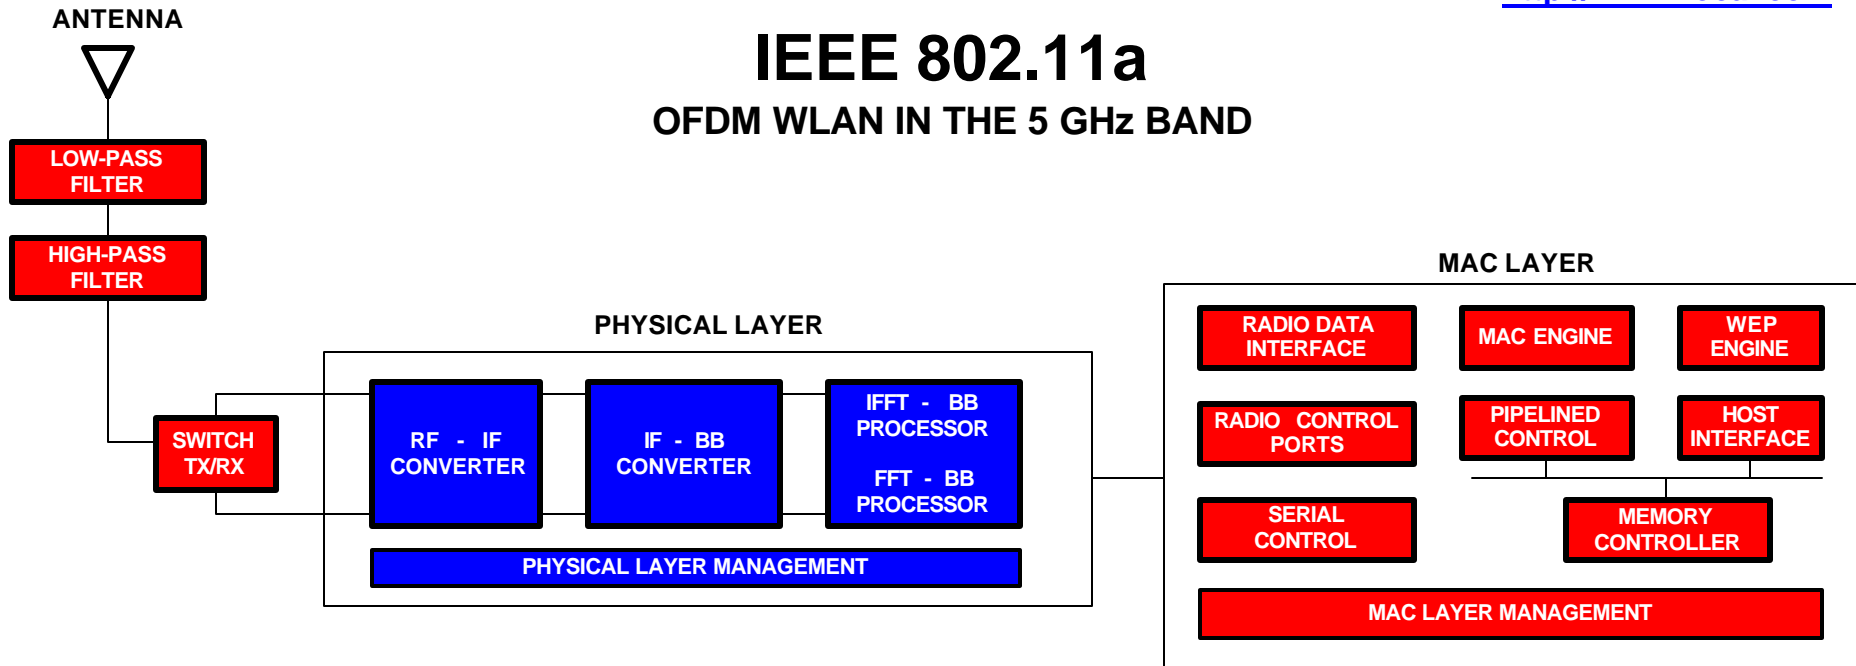 ANTENNA
IEEE 802.11a
OFDM WLAN IN THE 5 GHz BAND
LOW-PASS
FILTER
HIGH-PASS
FILTER
SWITCH
TX/RX
PHYSICAL LAYER
RF - IF
CONVERTER
IF - BB
CONVERTER
IFFT - BB
PROCESSOR
FFT - BB
PROCESSOR
PHYSICAL LAYER MANAGEMENT
MAC LAYER
RADIO DATA
INTERFACE
MAC ENGINE
WEP
ENGINE
RADIO CONTROL
PORTS
PIPELINED
CONTROL
HOST
INTERFACE
SERIAL
CONTROL
MEMORY
CONTROLLER
MAC LAYER MANAGEMENT